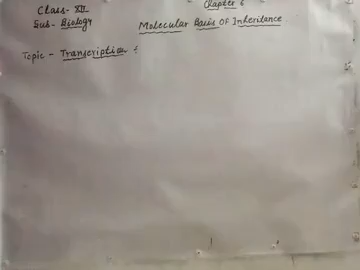 Class- XII
Chapter 6
Sub- Biology
Molecular Basis Of Inheritance
Topic - Transcription :